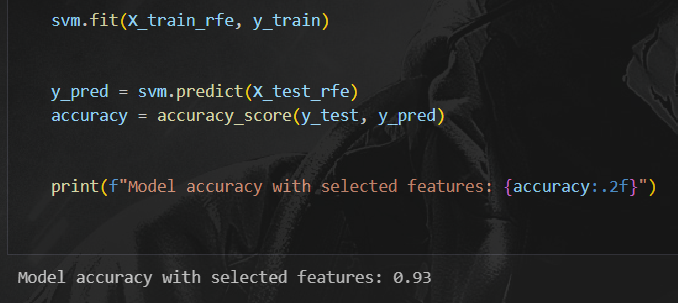 svm.fit(X_train_rfe, y_train)
y_pred = svm.predict(X_test_rfe)
accuracy = accuracy_score(y_test, y_pred)
print(f"Model accuracy with selected features: {accuracy:.2f}")
Model accuracy with selected features: 0.93